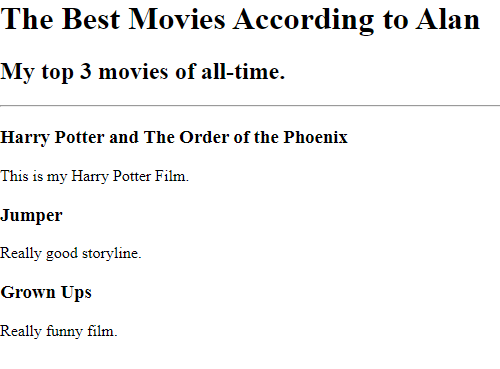 The Best Movies According to Alan
My top 3 movies of all-time.
Harry Potter and The Order of the Phoenix
This is my Harry Potter Film.
Jumper
Really good storyline.
Grown Ups
Really funny film.